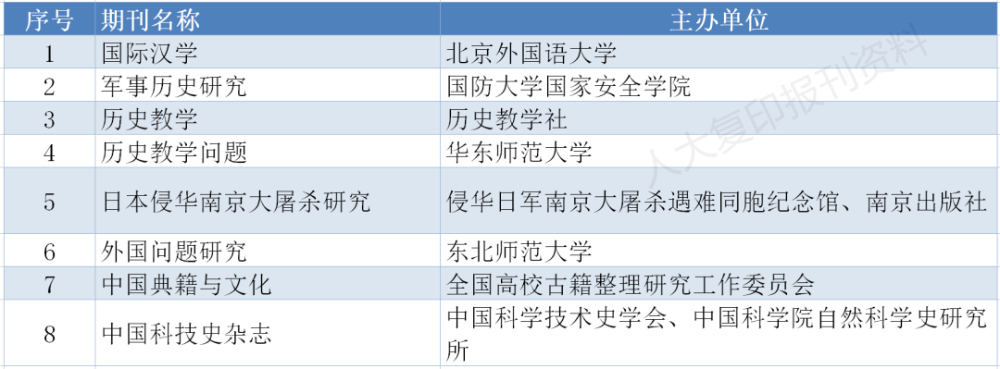 序号 期刊名称 主办单位
1 国际汉学 北京外国语大学
2 军事历史研究 国防大学国家安全学院
3 历史教学 历史教学社
4 历史教学问题 华东师范大学
5 日本侵华南京大屠杀研究 侵华日军南京大屠杀遇难同胞纪念馆、南京出版社
6 外国问题研究 东北师范大学
7 中国典籍与文化 全国高校古籍整理研究工作委员会
8 中国科技史杂志 中国科学技术史学会、中国科学院自然科学史研究
所
人大复印报刊资料